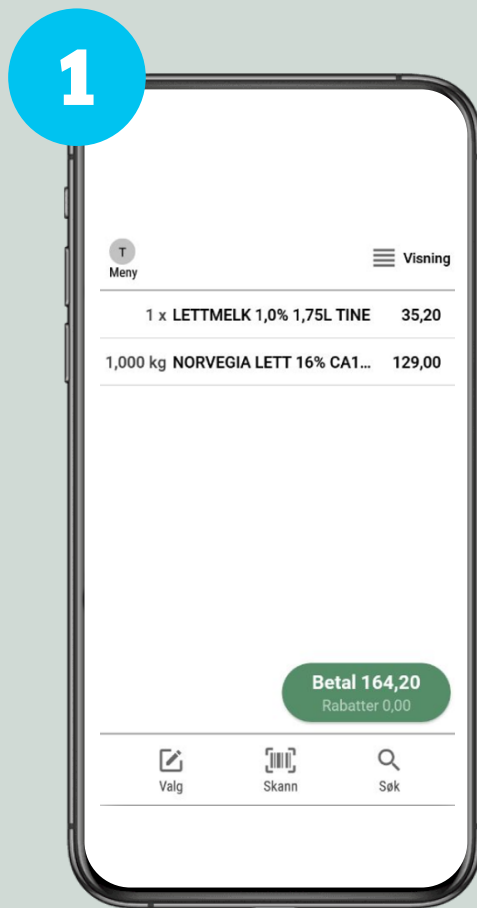 1
T
Meny
Visning
1 x LETTMELK 1,0% 1,75L TINE 35,20
1,000 kg NORVEGIA LETT 16% CA1... 129,00
Betal 164,20
Rabatter 0,00
Valg
Skann
Søk